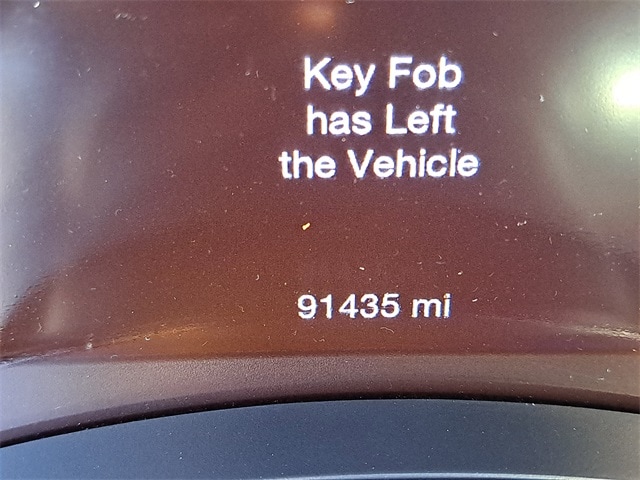 Key Fob
has Left
the Vehicle
91435 mi